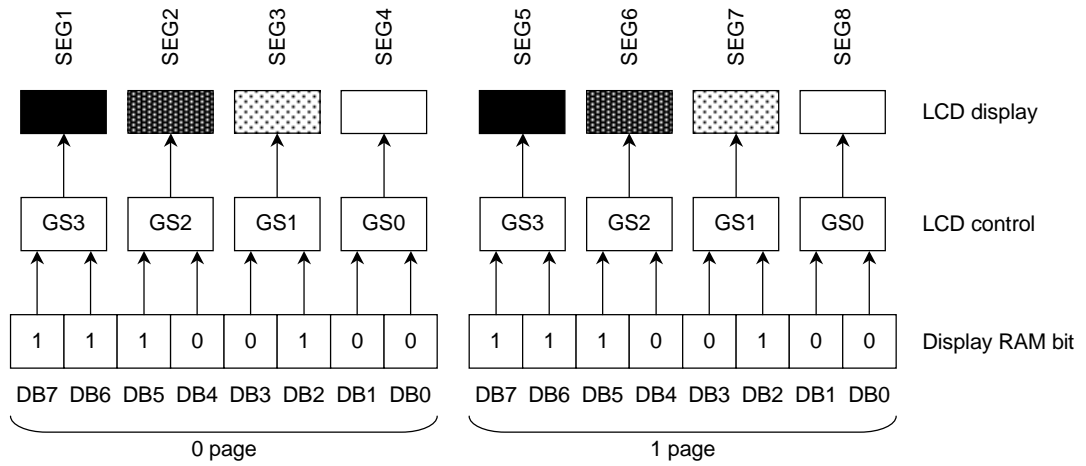 SEG1 SEG2 SEG3 SEG4 SEG5 SEG6 SEG7 SEG8
LCD display
GS3 GS2 GS1 GS0 GS3 GS2 GS1 GS0 LCD control
1 1 1 0 0 1 0 0 1 1 1 0 0 1 0 0 Display RAM bit
DB7 DB6 DB5 DB4 DB3 DB2 DB1 DB0 DB7 DB6 DB5 DB4 DB3 DB2 DB1 DB0
0 page 1 page